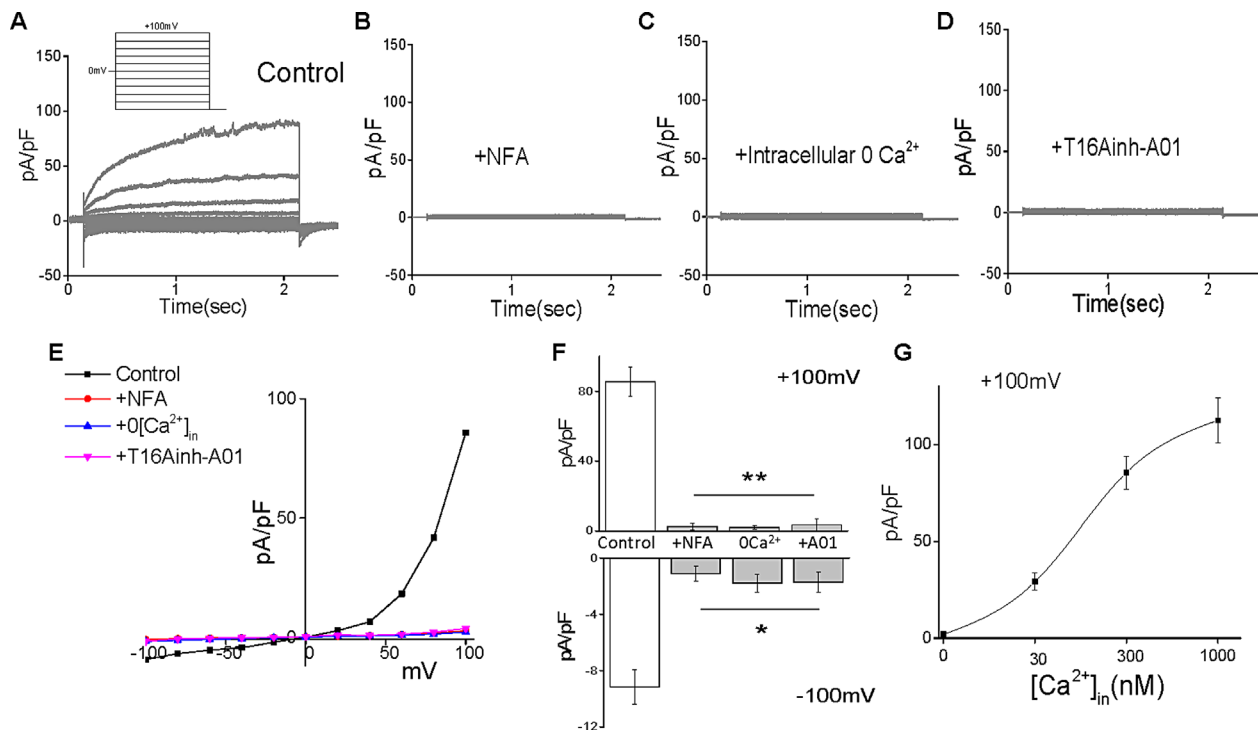 A
+100mV
0mV
Control
150
100
50
0
-50
pA/pF
0
1
2
Time(sec)
B
150
100
50
0
-50
pA/pF
+NFA
0
1
2
Time(sec)
C
150
100
50
0
-50
pA/pF
+Intracellular 0 Ca²⁺
0
1
2
Time(sec)
D
150
100
50
0
-50
pA/pF
+T16Ainh-A01
0
1
2
Time(sec)
E
Control
+NFA
+0[Ca²⁺]in
+T16Ainh-A01
100
50
0
pA/pF
-100
-50
0
50
100
mV
F
+100mV
80
40
0
pA/pF
**
Control
+NFA
0Ca²⁺
+A01
0
-4
-8
-12
pA/pF
*
-100mV
G
+100mV
100
50
0
pA/pF
0
30
300
1000
[Ca²⁺]in(nM)